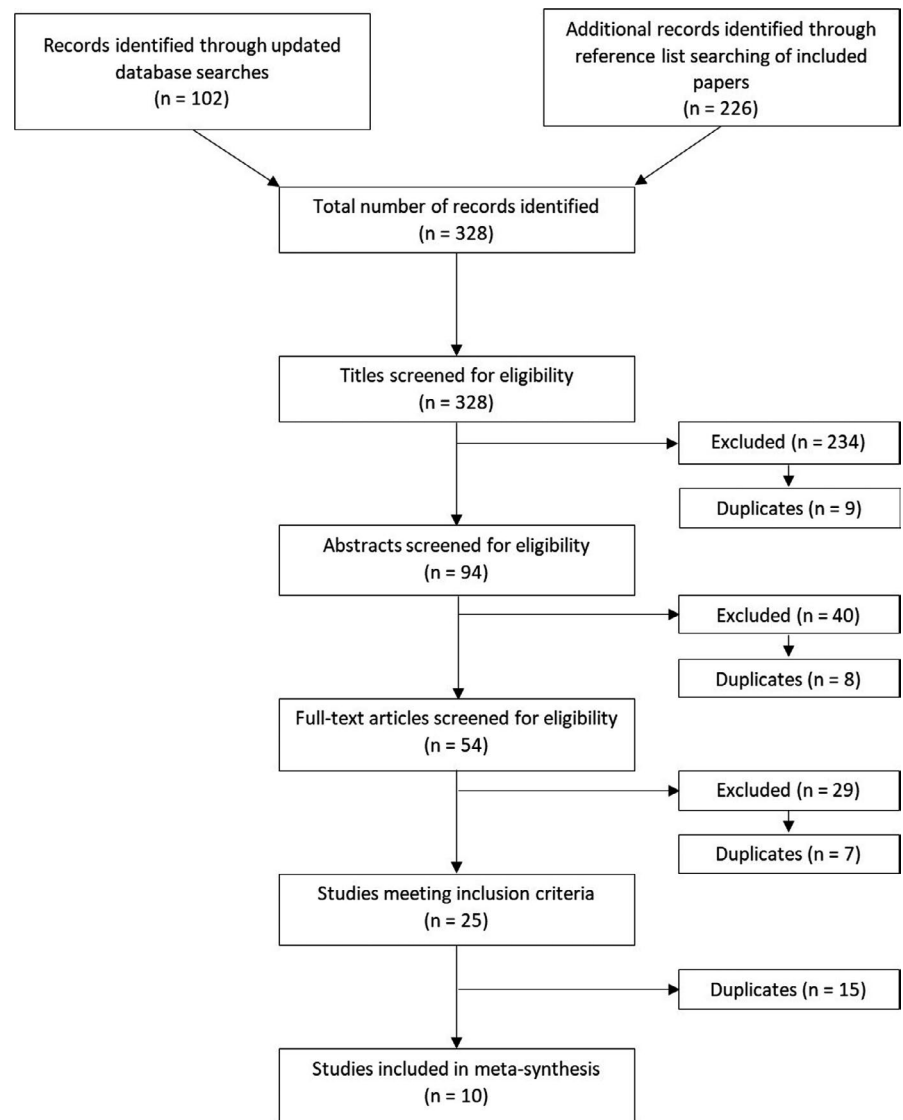 Records identified through updated
database searches
(n = 102)
Additional records identified through
reference list searching of included
papers
(n = 226)
Total number of records identified
(n = 328)
Titles screened for eligibility
(n = 328)
Excluded (n = 234)
Duplicates (n = 9)
Abstracts screened for eligibility
(n = 94)
Excluded (n = 40)
Duplicates (n = 8)
Full-text articles screened for eligibility
(n = 54)
Excluded (n = 29)
Duplicates (n = 7)
Studies meeting inclusion criteria
(n = 25)
Duplicates (n = 15)
Studies included in meta-synthesis
(n = 10)